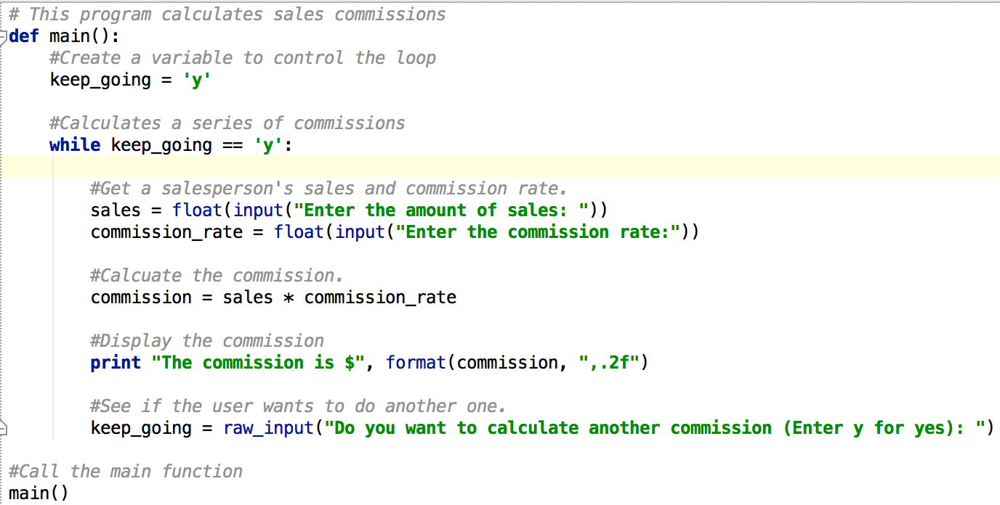 # This program calculates sales commissions
def main():
    #Create a variable to control the loop
    keep_going = 'y'

    #Calculates a series of commissions
    while keep_going == 'y':

        #Get a salesperson's sales and commission rate.
        sales = float(input("Enter the amount of sales: "))
        commission_rate = float(input("Enter the commission rate:"))

        #Calcuate the commission.
        commission = sales * commission_rate

        #Display the commission
        print "The commission is $", format(commission, ",.2f")

        #See if the user wants to do another one.
        keep_going = raw_input("Do you want to calculate another commission (Enter y for yes): ")

#Call the main function
main()